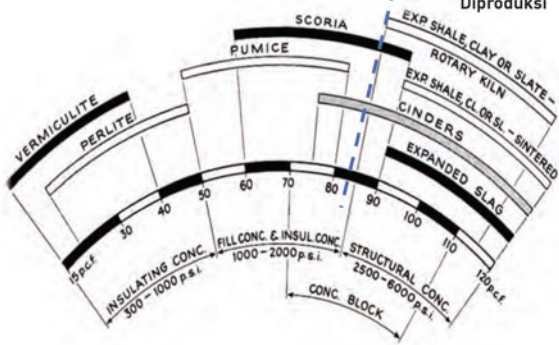 Diproduksi
SCORIA
EXP SHALE, CLAY OR SLATE
ROTARY KILN
PUMICE
EXP SHALE, CL OR SL - SINTERED
CINDERS
VERMICULITE
PERLITE
EXPANDED SLAG
15 p.c.f. 30 40 50 60 70 80 90 100 110 120 p.c.f.
INSULATING CONC.
300-1000 p.s.i.
FILL CONC. & INSUL CONC.
1000-2000 p.s.i.
STRUCTURAL CONC.
2500-6000 p.s.i.
CONC. BLOCK